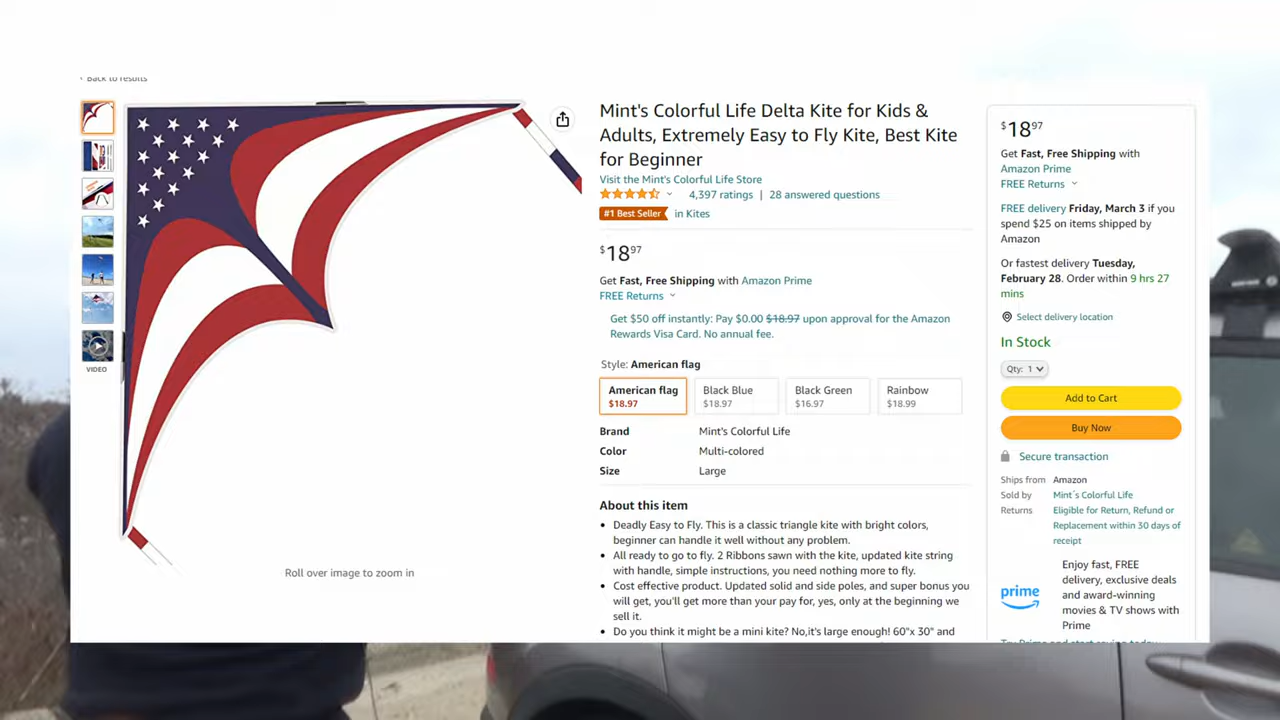 ‹ Back to results
VIDEO
Roll over image to zoom in
Mint's Colorful Life Delta Kite for Kids &
Adults, Extremely Easy to Fly Kite, Best Kite
for Beginner
Visit the Mint's Colorful Life Store
4,397 ratings | 28 answered questions
#1 Best Seller in Kites
$18⁹⁷
Get Fast, Free Shipping with Amazon Prime
FREE Returns
Get $50 off instantly: Pay $0.00 $18.97 upon approval for the Amazon
Rewards Visa Card. No annual fee.
Style: American flag
American flag Black Blue Black Green Rainbow
$18.97 $18.97 $16.97 $18.99
Brand Mint's Colorful Life
Color Multi-colored
Size Large
About this item
• Deadly Easy to Fly. This is a classic triangle kite with bright colors,
beginner can handle it well without any problem.
• All ready to go to fly. 2 Ribbons sawn with the kite, updated kite string
with handle, simple instructions, you need nothing more to fly.
• Cost effective product. Updated solid and side poles, and super bonus you
will get, you'll get more than your pay for, yes, only at the beginning we
sell it.
• Do you think it might be a mini kite? No,it's large enough! 60"x 30" and
$18⁹⁷
Get Fast, Free Shipping with
Amazon Prime
FREE Returns
FREE delivery Friday, March 3 if you
spend $25 on items shipped by
Amazon
Or fastest delivery Tuesday,
February 28. Order within 9 hrs 27
mins
Select delivery location
In Stock
Qty: 1
Add to Cart
Buy Now
Secure transaction
Ships from Amazon
Sold by Mint´s Colorful Life
Returns Eligible for Return, Refund or
Replacement within 30 days of
receipt
prime
Enjoy fast, FREE
delivery, exclusive deals
and award-winning
movies & TV shows with
Prime
Try Prime and start saving today